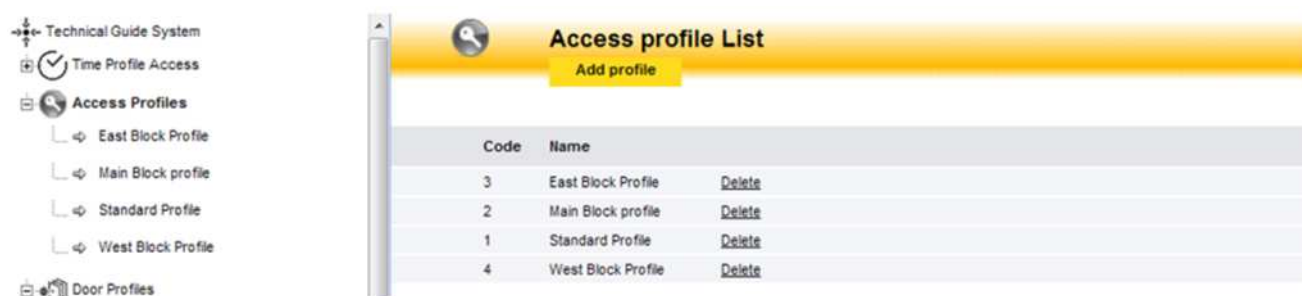 Technical Guide System
Time Profile Access
Access Profiles
East Block Profile
Main Block profile
Standard Profile
West Block Profile
Door Profiles
Access profile List
Add profile
Code Name
3 East Block Profile Delete
2 Main Block profile Delete
1 Standard Profile Delete
4 West Block Profile Delete